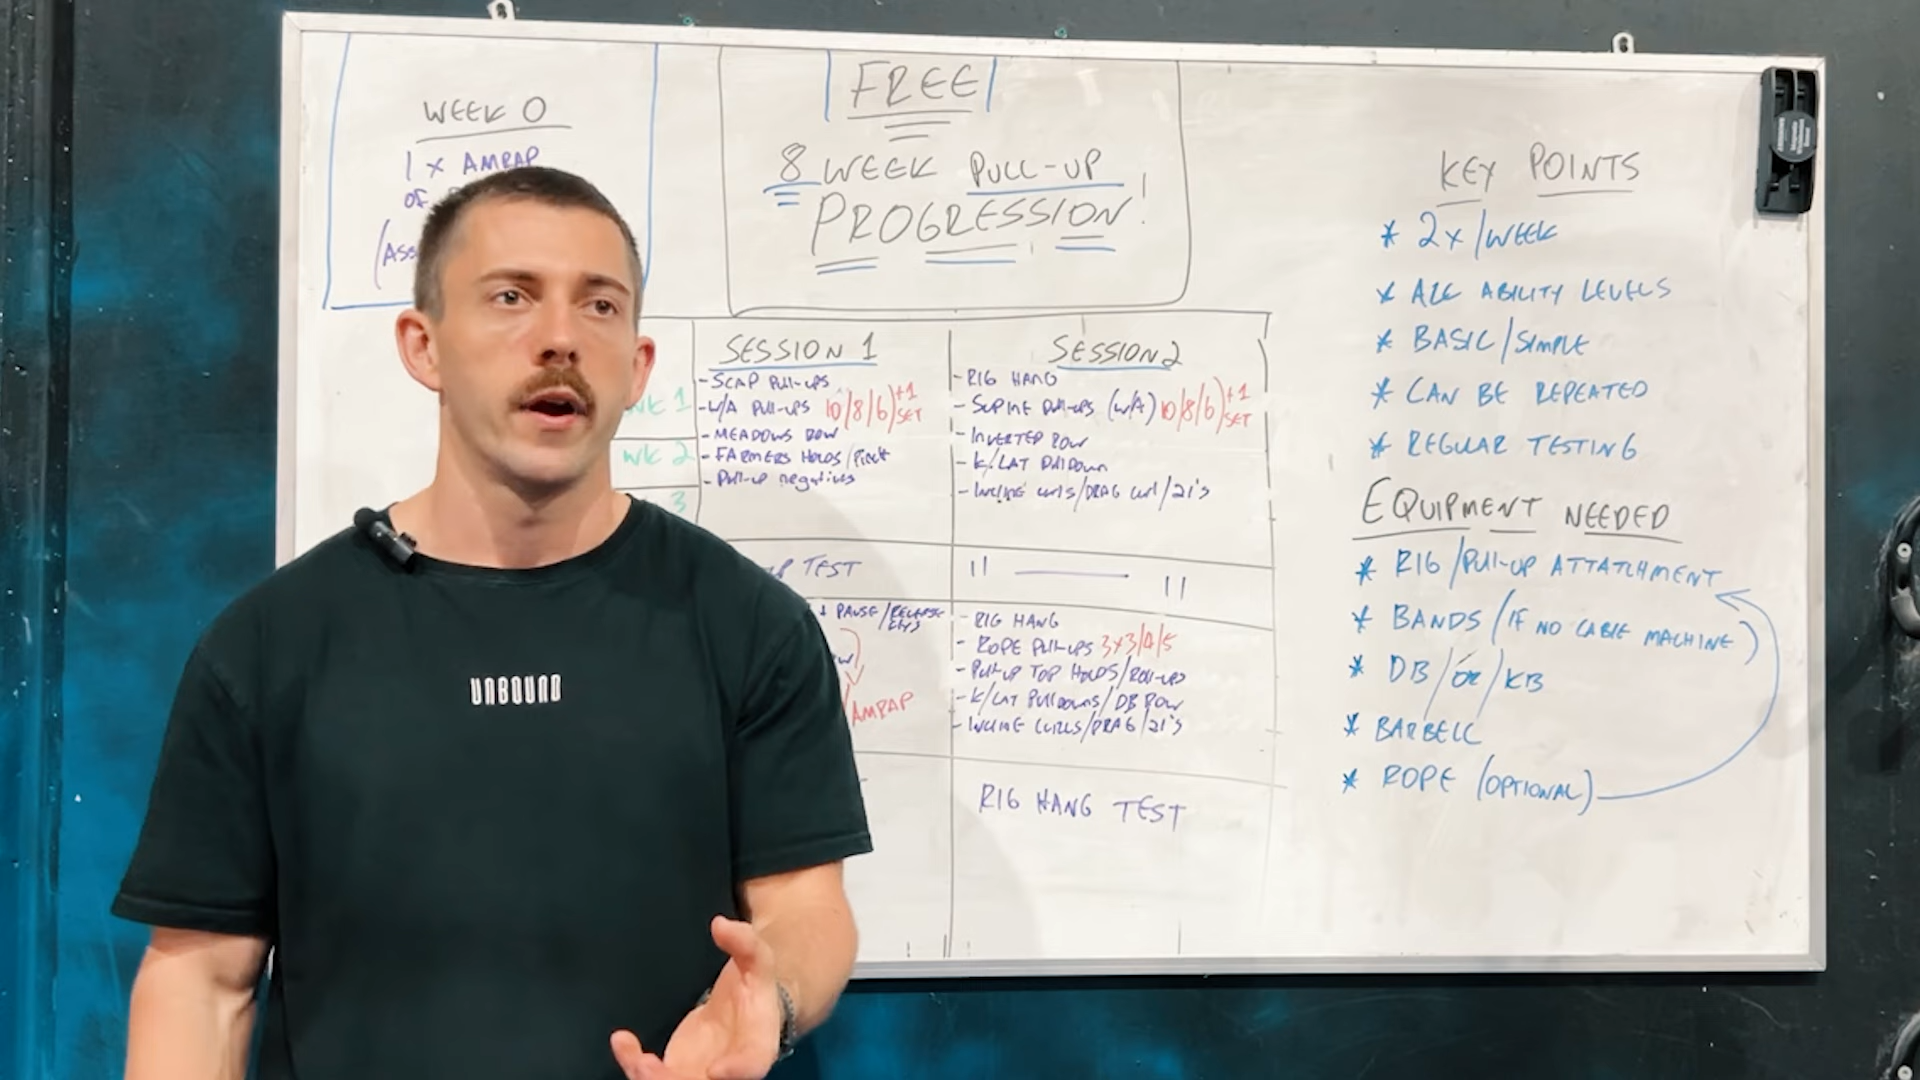 WEEK 0
1 x AMRAP
OF
(ASS
FREE
8 WEEK PULL-UP
PROGRESSION!
WK 1
WK 2
3
SESSION 1
- SCAP PULL-UPS
- W/A PULL-UPS 10/8/6)+1 SET
- MEADOWS ROW
- FARMERS HOLDS/
- PULL-UP negatives
TEST
PAUSE/RELEASE
AMRAP
SESSION 2
- RIG HANG
- SUPINE PULL-UPS (W/A) 10/8/6)+1 SET
- INVERTED ROW
- K/LAT PULLDOWN
- INCLINE curls/DRAG curl/21's
" — "
- RIG HANG
- ROPE PULL-UPS 3x3/4/5
- PULL-UP TOP HOLDS/ROLL-UPS
- K/LAT PULLDOWNS/DB ROW
- INCLINE CURLS/DRAG/21's
RIG HANG TEST
KEY POINTS
* 2x/WEEK
* ALL ABILITY LEVELS
* BASIC/SIMPLE
* CAN BE REPEATED
* REGULAR TESTING
EQUIPMENT NEEDED
* RIG/PULL-UP ATTATCHMENT
* BANDS/(IF NO CABLE MACHINE)
* DB/OR/KB
* BARBELL
* ROPE (OPTIONAL)
UNBOUND